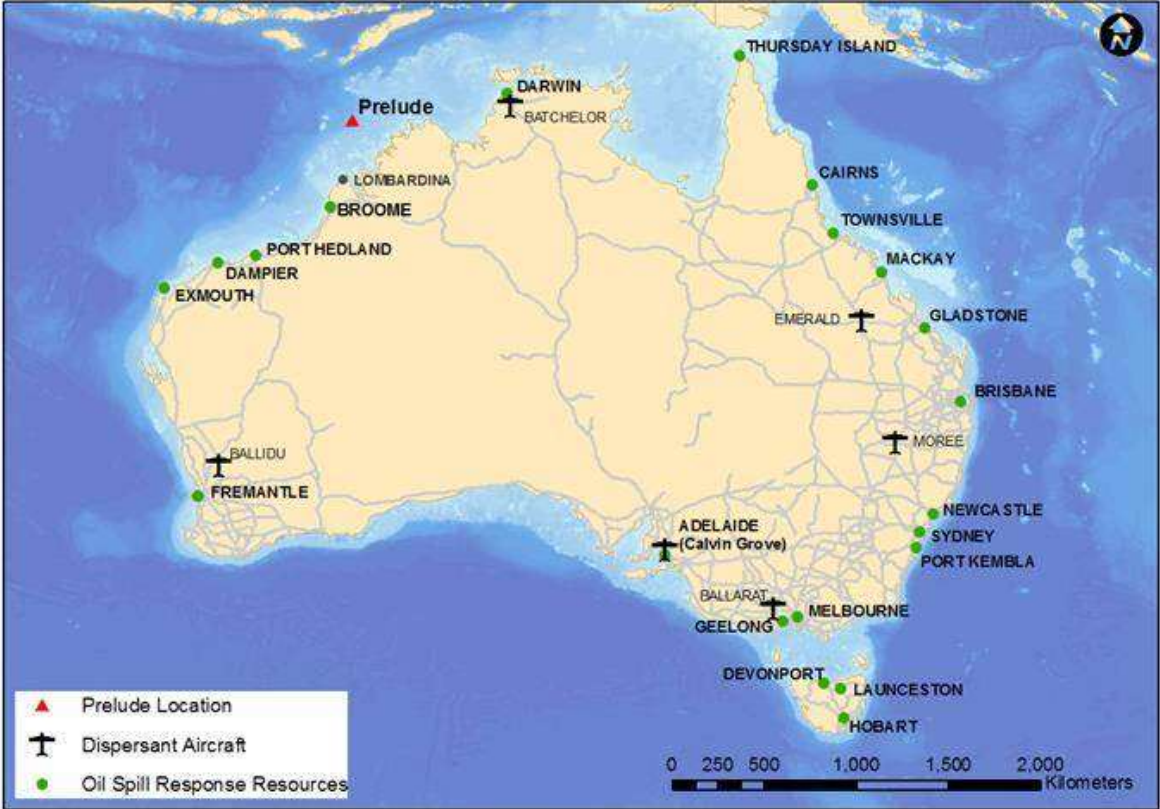 N
THURSDAY ISLAND
DARWIN
BATCHELOR
Prelude
LOMBARDINA
BROOME
CAIRNS
TOWNSVILLE
PORT HEDLAND
DAMPIER
EXMOUTH
MACKAY
EMERALD
GLADSTONE
BRISBANE
MOREE
BALLIDU
FREMANTLE
NEWCASTLE
SYDNEY
PORT KEMBLA
ADELAIDE
(Calvin Grove)
BALLARAT
MELBOURNE
GEELONG
DEVONPORT
LAUNCESTON
HOBART
Prelude Location
Dispersant Aircraft
Oil Spill Response Resources
0 250 500 1,000 1,500 2,000
Kilometers